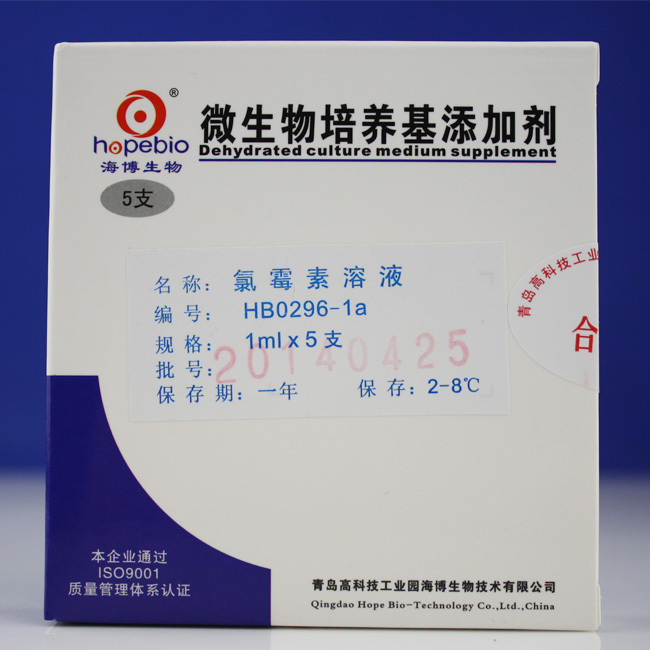 ®
hopebio
海博生物
5支
微生物培养基添加剂
Dehydrated culture medium supplement
名称：氯霉素溶液
编号：HB0296-1a
规格：1ml x 5支
批号：20140425
保存期：一年 保存：2-8℃
青岛高科技工业
合
本企业通过
ISO9001
质量管理体系认证
青岛高科技工业园海博生物技术有限公司
Qingdao Hope Bio-Technology Co.,Ltd.,China